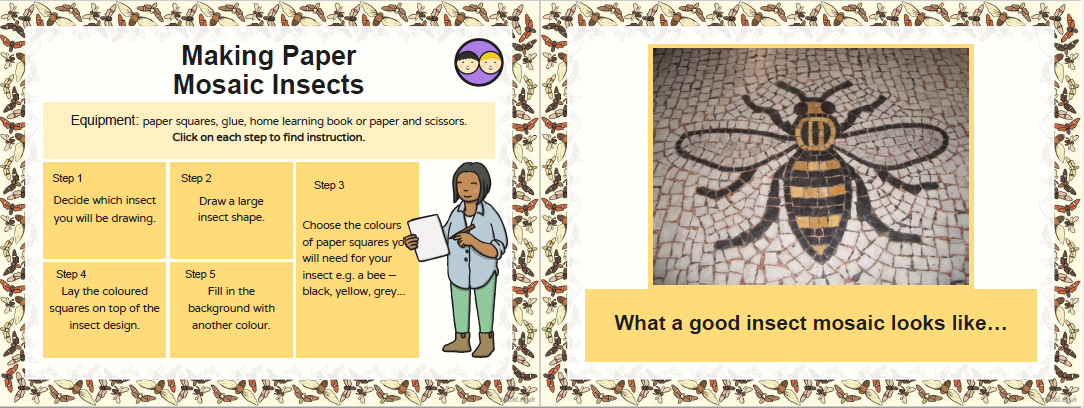 Making Paper
Mosaic Insects
Equipment: paper squares, glue, home learning book or paper and scissors.
Click on each step to find instruction.
Step 1
Decide which insect
you will be drawing.
Step 2
Draw a large
insect shape.
Step 3
Choose the colours
of paper squares yo
will need for your
insect e.g. a bee –
black, yellow, grey...
Step 4
Lay the coloured
squares on top of the
insect design.
Step 5
Fill in the
background with
another colour.
What a good insect mosaic looks like…